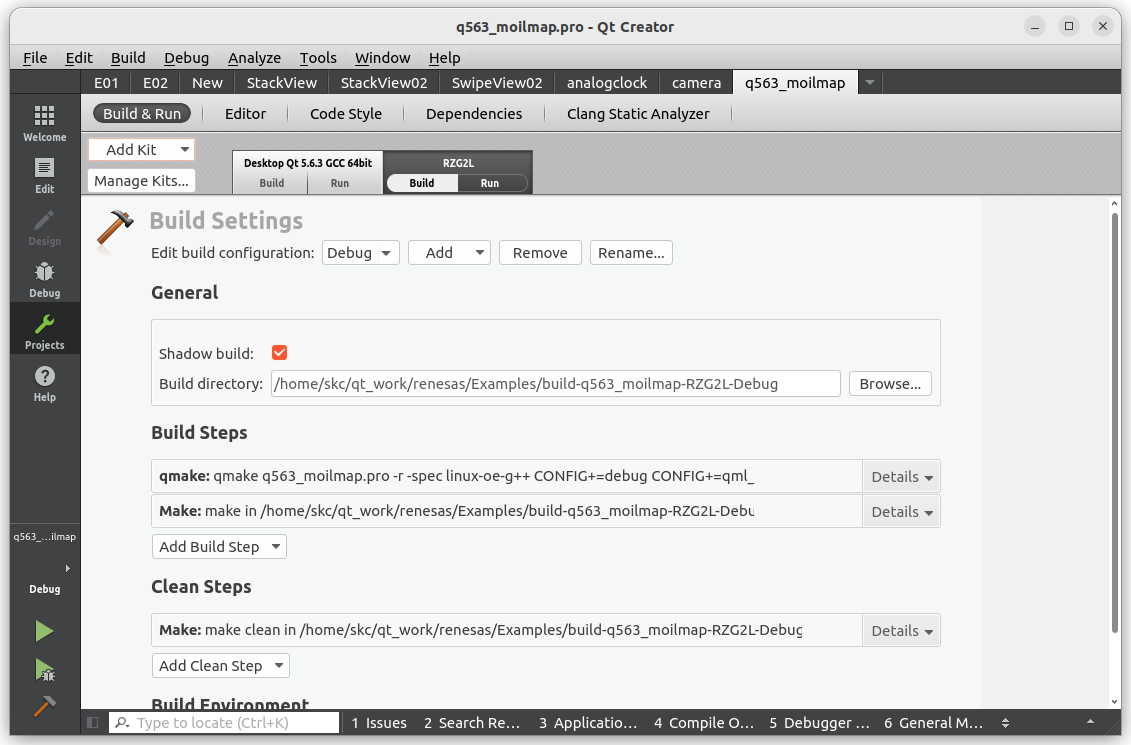 q563_moilmap.pro - Qt Creator
File Edit Build Debug Analyze Tools Window Help
E01 E02 New StackView StackView02 SwipeView02 analogclock camera q563_moilmap
Build & Run Editor Code Style Dependencies Clang Static Analyzer
Welcome
Edit
Design
Debug
Projects
Help
Add Kit
Manage Kits...
Desktop Qt 5.6.3 GCC 64bit
Build Run
RZG2L
Build Run
Build Settings
Edit build configuration: Debug Add Remove Rename...
General
Shadow build:
Build directory: /home/skc/qt_work/renesas/Examples/build-q563_moilmap-RZG2L-Debug Browse...
Build Steps
qmake: qmake q563_moilmap.pro -r -spec linux-oe-g++ CONFIG+=debug CONFIG+=qml_ Details
Make: make in /home/skc/qt_work/renesas/Examples/build-q563_moilmap-RZG2L-Debu Details
Add Build Step
Clean Steps
Make: make clean in /home/skc/qt_work/renesas/Examples/build-q563_moilmap-RZG2L-Debug Details
Add Clean Step
Build Environment
q563_...ilmap
Debug
Type to locate (Ctrl+K) 1 Issues 2 Search Re... 3 Applicatio... 4 Compile O... 5 Debugger ... 6 General M...